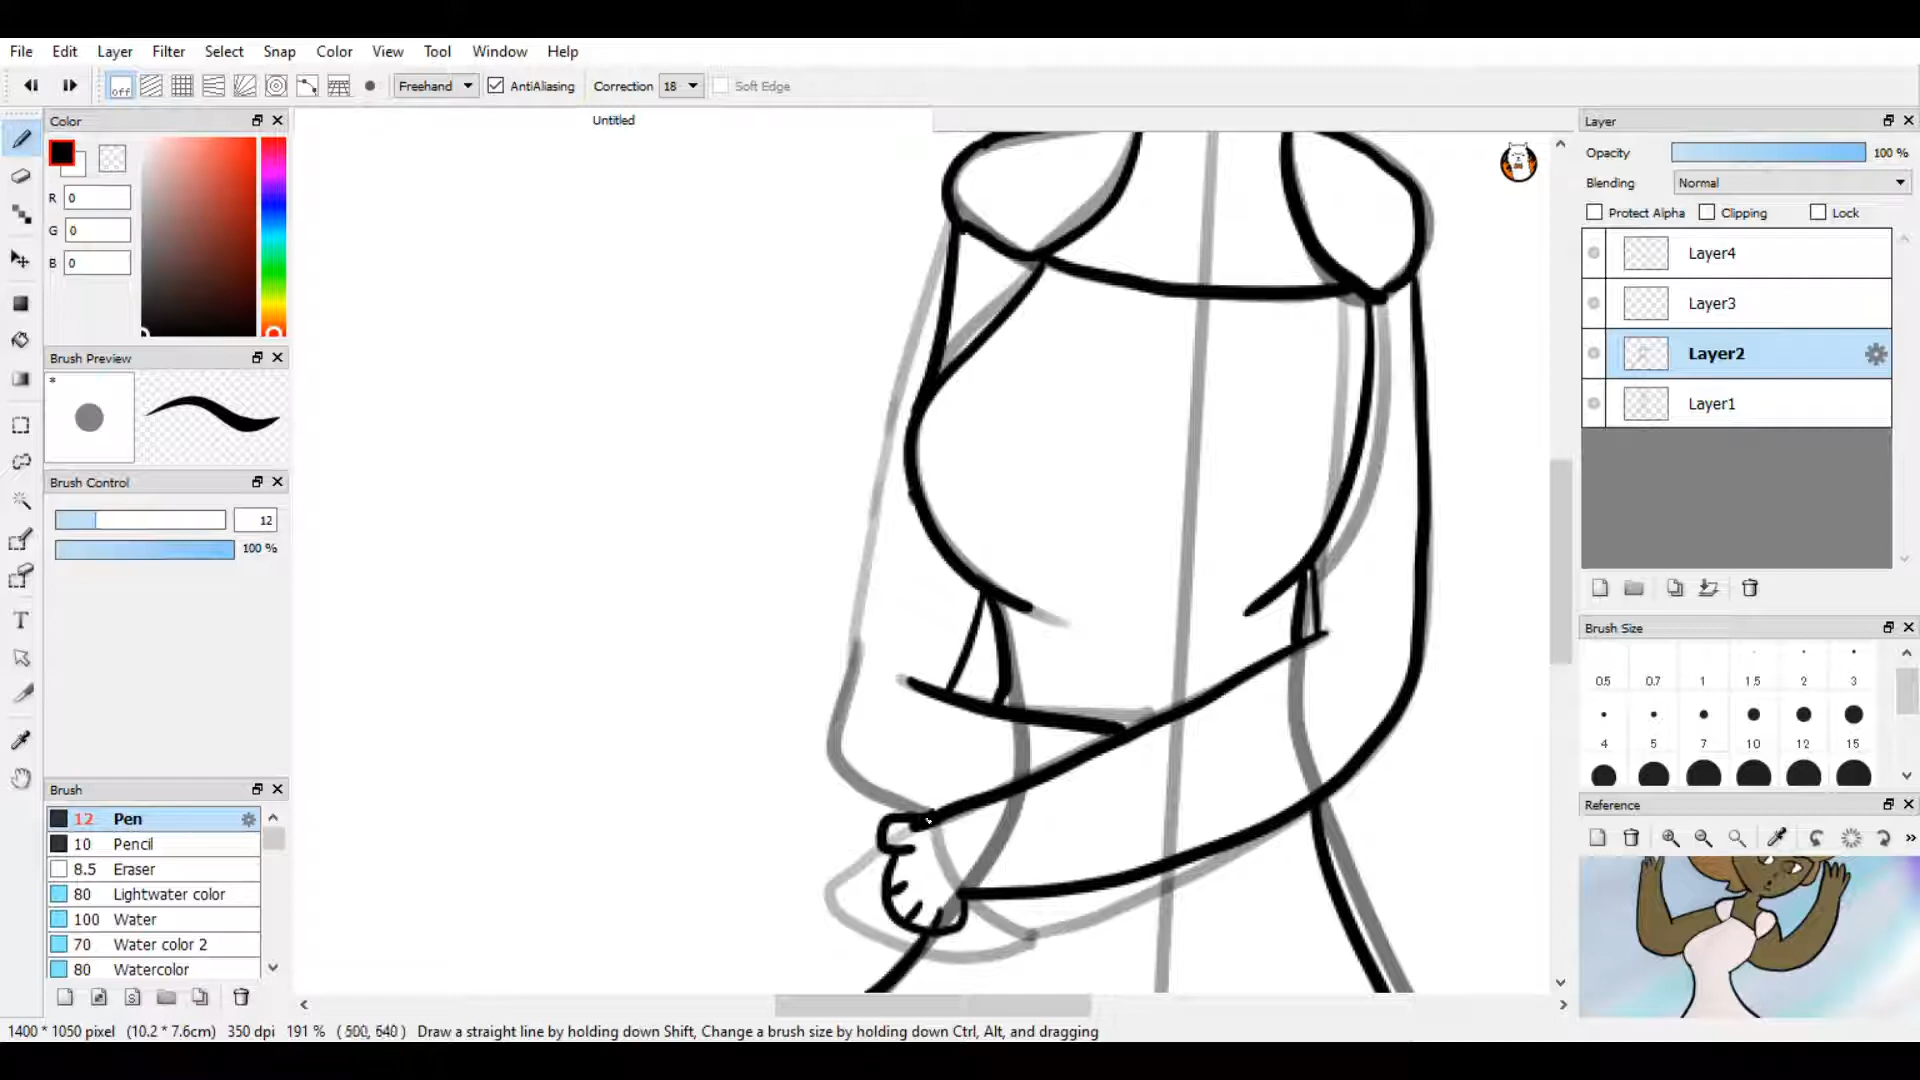 File Edit Layer Filter Select Snap Color View Tool Window Help
off Freehand AntiAliasing Correction 18 Soft Edge
Color
R 0
G 0
B 0
Brush Preview
*
Brush Control
12
100 %
Brush
12 Pen
10 Pencil
8.5 Eraser
80 Lightwater color
100 Water
70 Water color 2
80 Watercolor
Untitled
Layer
Opacity 100 %
Blending Normal
Protect Alpha Clipping Lock
Layer4
Layer3
Layer2
Layer1
Brush Size
0.5 0.7 1 1.5 2 3
4 5 7 10 12 15
Reference
1400 * 1050 pixel (10.2 * 7.6cm) 350 dpi 191 % ( 500, 640 ) Draw a straight line by holding down Shift, Change a brush size by holding down Ctrl, Alt, and dragging